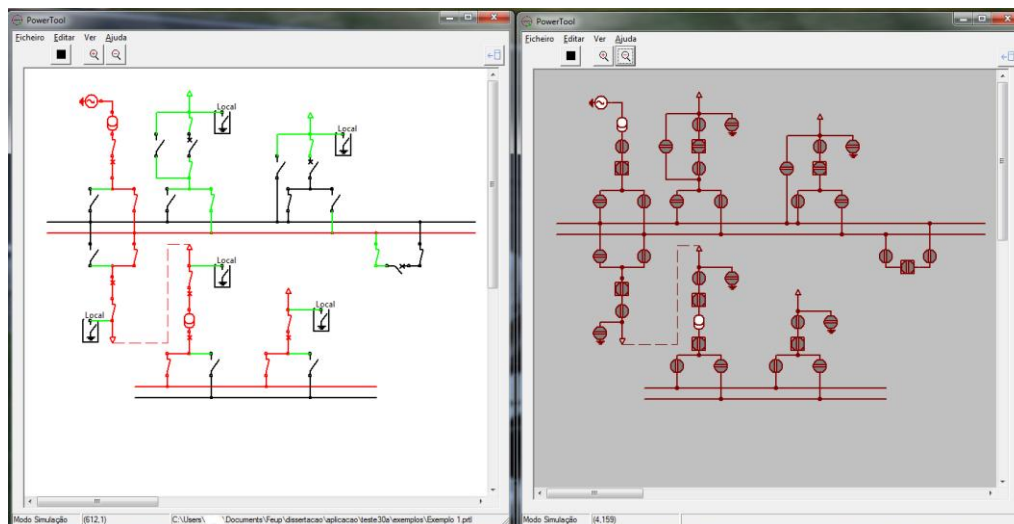 PowerTool
Ficheiro Editar Ver Ajuda
Local
Local
Local
Local
Local
Modo Simulação (612,1) C:\Users\ \Documents\Feup\dissertacao\aplicacao\teste30a\exemplos\Exemplo 1.prtl
PowerTool
Ficheiro Editar Ver Ajuda
Modo Simulação (4,159)